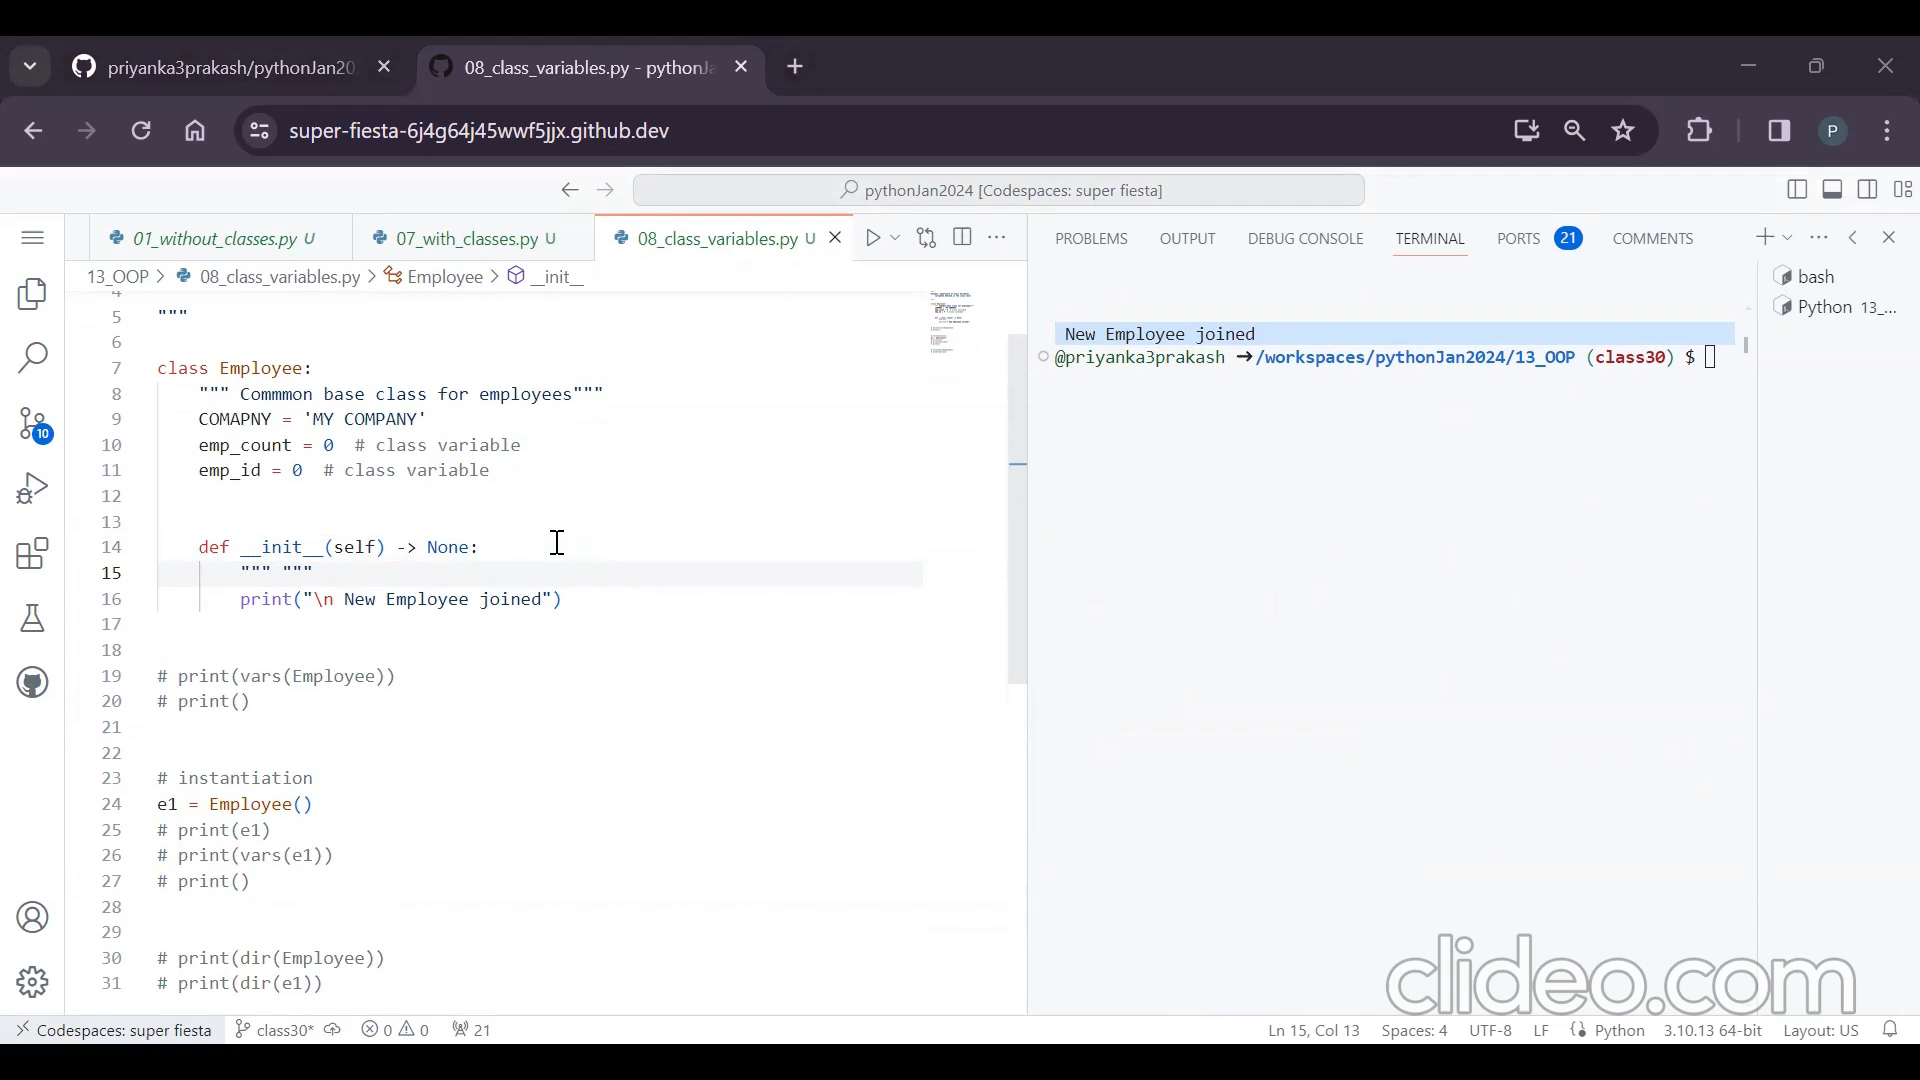 priyanka3prakash/pythonJan20
08_class_variables.py - pythonJa
super-fiesta-6j4g64j45wwf5jjx.github.dev
P
pythonJan2024 [Codespaces: super fiesta]
01_without_classes.py U
07_with_classes.py U
08_class_variables.py U
PROBLEMS
OUTPUT
DEBUG CONSOLE
TERMINAL
PORTS 21
COMMENTS
13_OOP > 08_class_variables.py > Employee > __init__
bash
Python 13_...
4
5 """
6
7 class Employee:
8 """ Commmon base class for employees"""
9 COMAPNY = 'MY COMPANY'
10 emp_count = 0 # class variable
11 emp_id = 0 # class variable
12
13
14 def __init__(self) -> None:
15 """ """
16 print("\n New Employee joined")
17
18
19 # print(vars(Employee))
20 # print()
21
22
23 # instantiation
24 e1 = Employee()
25 # print(e1)
26 # print(vars(e1))
27 # print()
28
29
30 # print(dir(Employee))
31 # print(dir(e1))
New Employee joined
@priyanka3prakash →/workspaces/pythonJan2024/13_OOP (class30) $
10
clideo.com
Codespaces: super fiesta
class30*
0 0
21
Ln 15, Col 13
Spaces: 4
UTF-8
LF
Python
3.10.13 64-bit
Layout: US